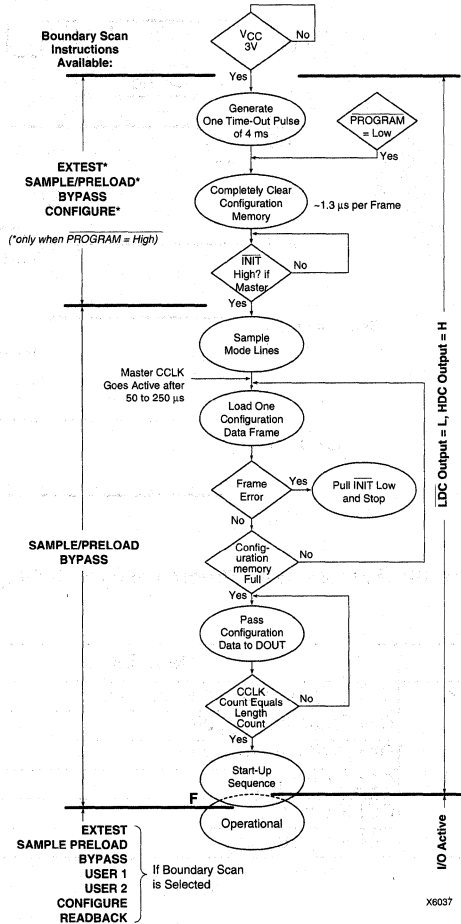 Boundary Scan
Instructions
Available:
VCC
3V
No
Yes
Generate
One Time-Out Pulse
of 4 ms
PROGRAM
= Low
Yes
EXTEST*
SAMPLE/PRELOAD*
BYPASS
CONFIGURE*
(*only when PROGRAM = High)
Completely Clear
Configuration
Memory
~1.3 µs per Frame
INIT
High? if
Master
No
Yes
Sample
Mode Lines
Master CCLK
Goes Active after
50 to 250 µs
Load One
Configuration
Data Frame
LDC Output = L, HDC Output = H
Frame
Error
Yes
Pull INIT Low
and Stop
No
SAMPLE/PRELOAD
BYPASS
Config-
uration
memory
Full
No
Yes
Pass
Configuration
Data to DOUT
CCLK
Count Equals
Length
Count
No
Yes
Start-Up
Sequence
F
Operational
I/O Active
EXTEST
SAMPLE PRELOAD
BYPASS
USER 1
USER 2
CONFIGURE
READBACK
If Boundary Scan
is Selected
X6037